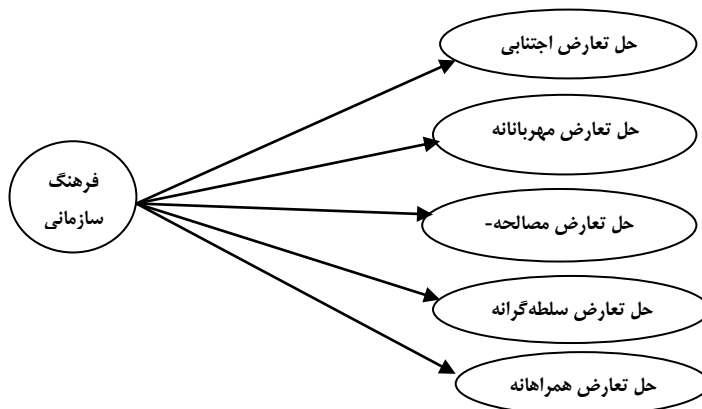 حل تعارض اجتنابی
حل تعارض مهربانانه
فرهنگ
سازمانی
حل تعارض مصالحه-
حل تعارض سلطه‌گرانه
حل تعارض همراهانه